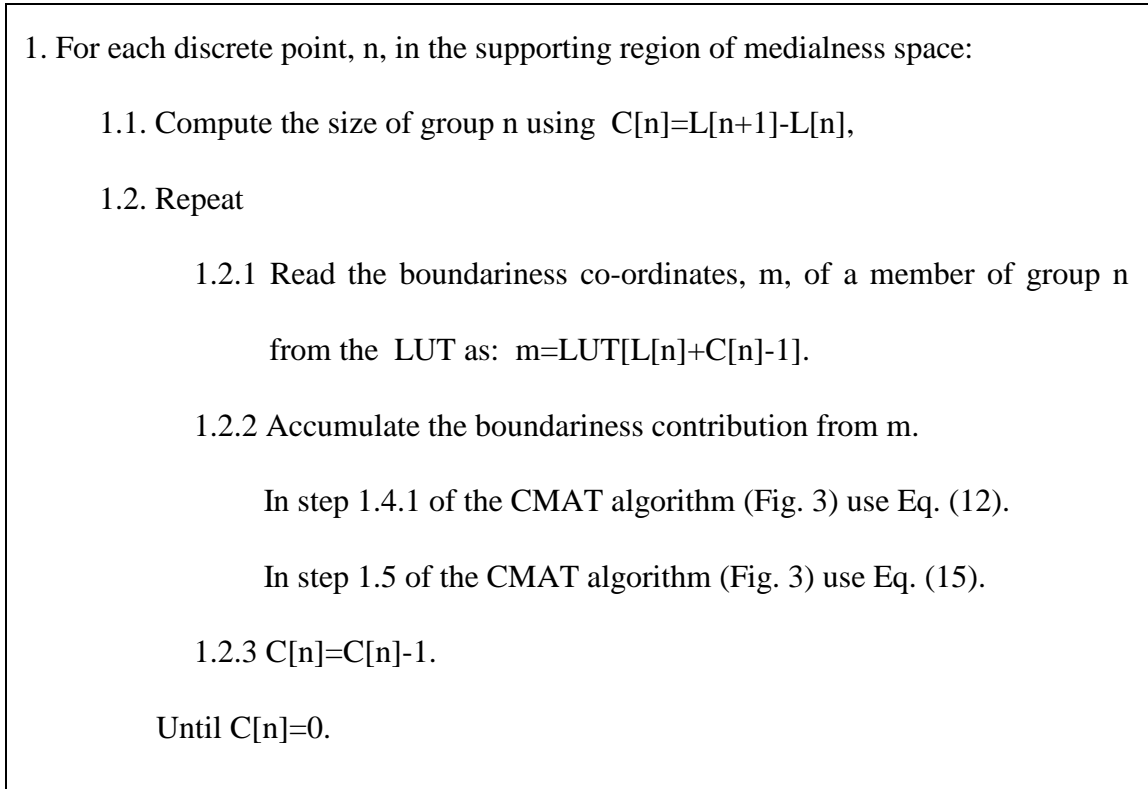 1. For each discrete point, n, in the supporting region of medialness space:
1.1. Compute the size of group n using C[n]=L[n+1]-L[n],
1.2. Repeat
1.2.1 Read the boundariness co-ordinates, m, of a member of group n
from the LUT as: m=LUT[L[n]+C[n]-1].
1.2.2 Accumulate the boundariness contribution from m.
In step 1.4.1 of the CMAT algorithm (Fig. 3) use Eq. (12).
In step 1.5 of the CMAT algorithm (Fig. 3) use Eq. (15).
1.2.3 C[n]=C[n]-1.
Until C[n]=0.